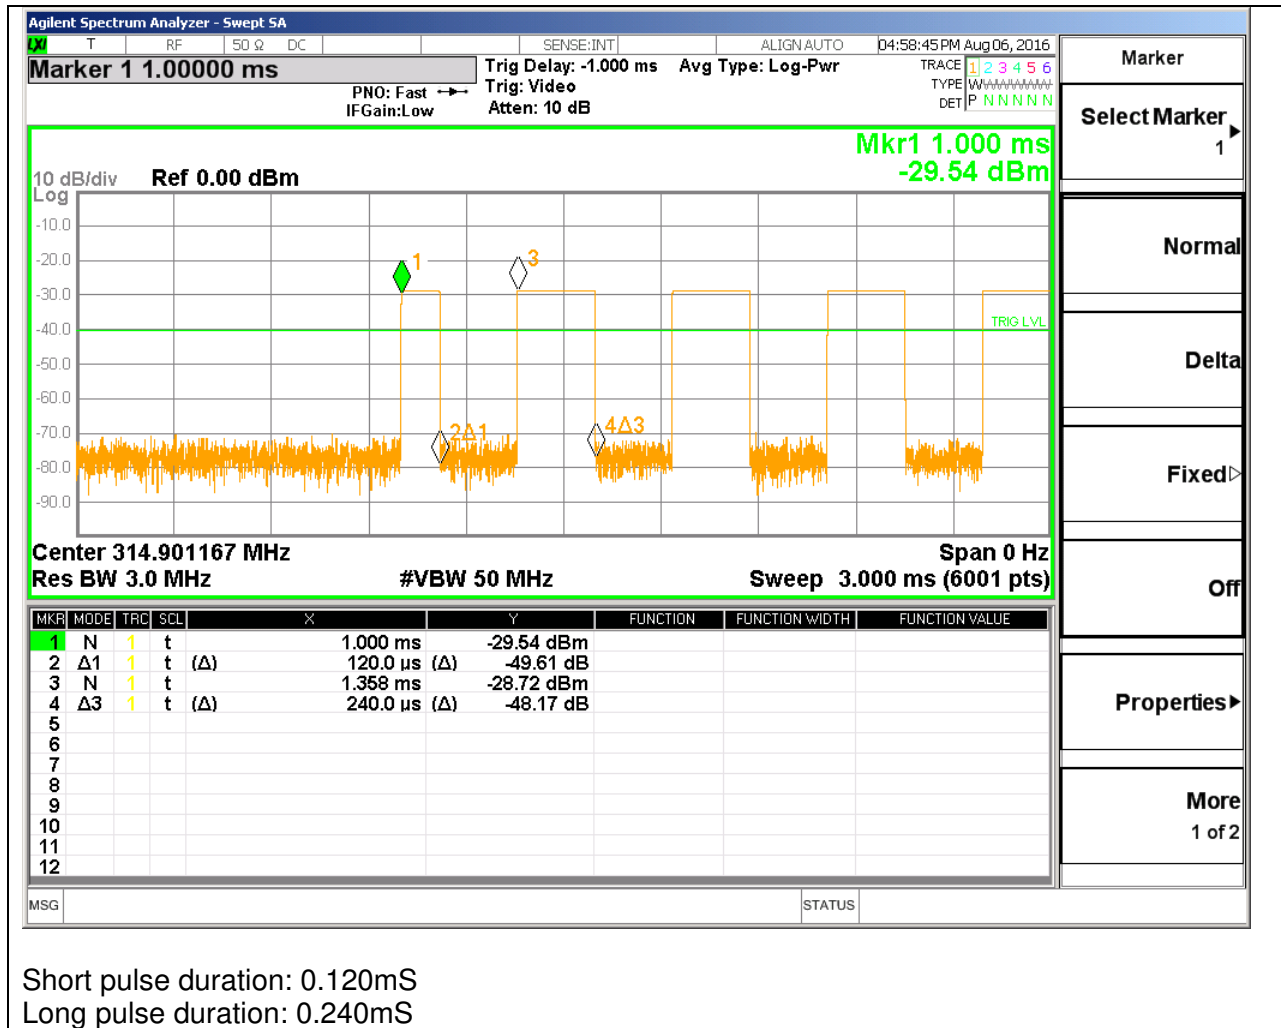 Agilent Spectrum Analyzer - Swept SA
LXI T RF 50 Ω DC SENSE:INT ALIGN AUTO 04:58:45 PM Aug 06, 2016
Marker 1 1.00000 ms
PNO: Fast
IFGain:Low
Trig Delay: -1.000 ms
Trig: Video
Atten: 10 dB
Avg Type: Log-Pwr
TRACE 1 2 3 4 5 6
TYPE W
DET P N N N N N
Mkr1 1.000 ms
-29.54 dBm
10 dB/div Ref 0.00 dBm
Log
-10.0
-20.0
-30.0
-40.0
-50.0
-60.0
-70.0
-80.0
-90.0
1
3
TRIG LVL
2Δ1
4Δ3
Center 314.901167 MHz Span 0 Hz
Res BW 3.0 MHz #VBW 50 MHz Sweep 3.000 ms (6001 pts)
MKR MODE TRC SCL X Y FUNCTION FUNCTION WIDTH FUNCTION VALUE
1 N 1 t 1.000 ms -29.54 dBm
2 Δ1 1 t (Δ) 120.0 µs (Δ) -49.61 dB
3 N 1 t 1.358 ms -28.72 dBm
4 Δ3 1 t (Δ) 240.0 µs (Δ) -48.17 dB
5
6
7
8
9
10
11
12
MSG STATUS
Marker
Select Marker
1
Normal
Delta
Fixed
Off
Properties
More
1 of 2
Short pulse duration: 0.120mS
Long pulse duration: 0.240mS